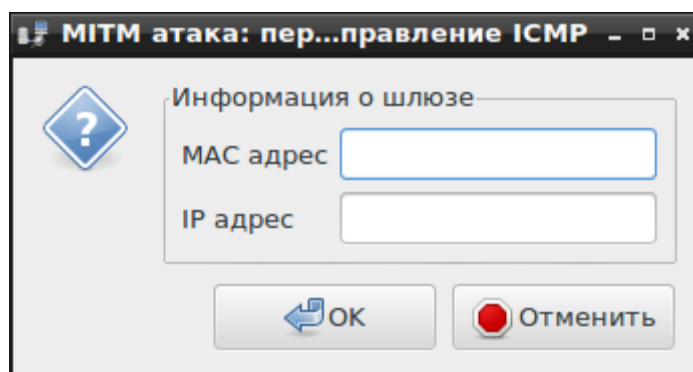 MITM атака: пер...правление ICMP
Информация о шлюзе
MAC адрес
IP адрес
OK
Отменить